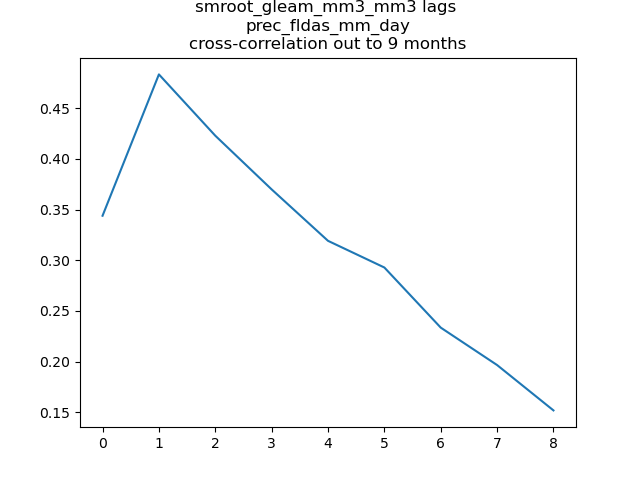 smroot_gleam_mm3_mm3 lags
prec_fldas_mm_day
cross-correlation out to 9 months
0.45
0.40
0.35
0.30
0.25
0.20
0.15
0 1 2 3 4 5 6 7 8